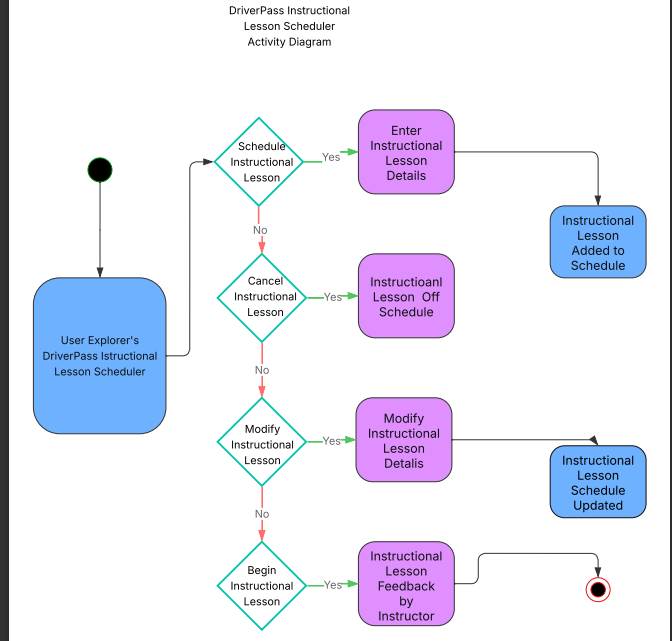 DriverPass Instructional
Lesson Scheduler
Activity Diagram
Schedule
Instructional
Lesson
Yes
Enter
Instructional
Lesson
Details
Instructional
Lesson
Added to
Schedule
No
Cancel
Instructional
Lesson
Yes
Instructioanl
Lesson Off
Schedule
User Explorer's
DriverPass Istructional
Lesson Scheduler
No
Modify
Instructional
Lesson
Yes
Modify
Instructional
Lesson
Detalis
Instructional
Lesson
Schedule
Updated
No
Begin
Instructional
Lesson
Yes
Instructional
Lesson
Feedback
by
Instructor